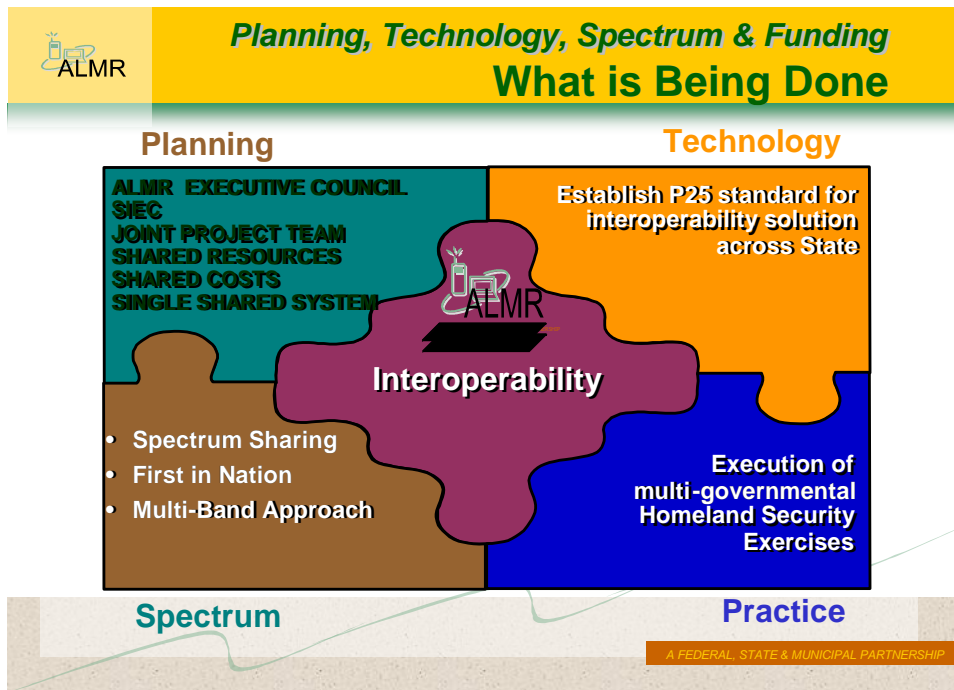 ALMR
Planning, Technology, Spectrum & Funding
What is Being Done
Planning
Technology
ALMR EXECUTIVE COUNCIL
SIEC
JOINT PROJECT TEAM
SHARED RESOURCES
SHARED COSTS
SINGLE SHARED SYSTEM
Establish P25 standard for
interoperability solution
across State
ALMR
Interoperability
• Spectrum Sharing
• First in Nation
• Multi-Band Approach
Execution of
multi-governmental
Homeland Security
Exercises
Spectrum
Practice
A FEDERAL, STATE & MUNICIPAL PARTNERSHIP